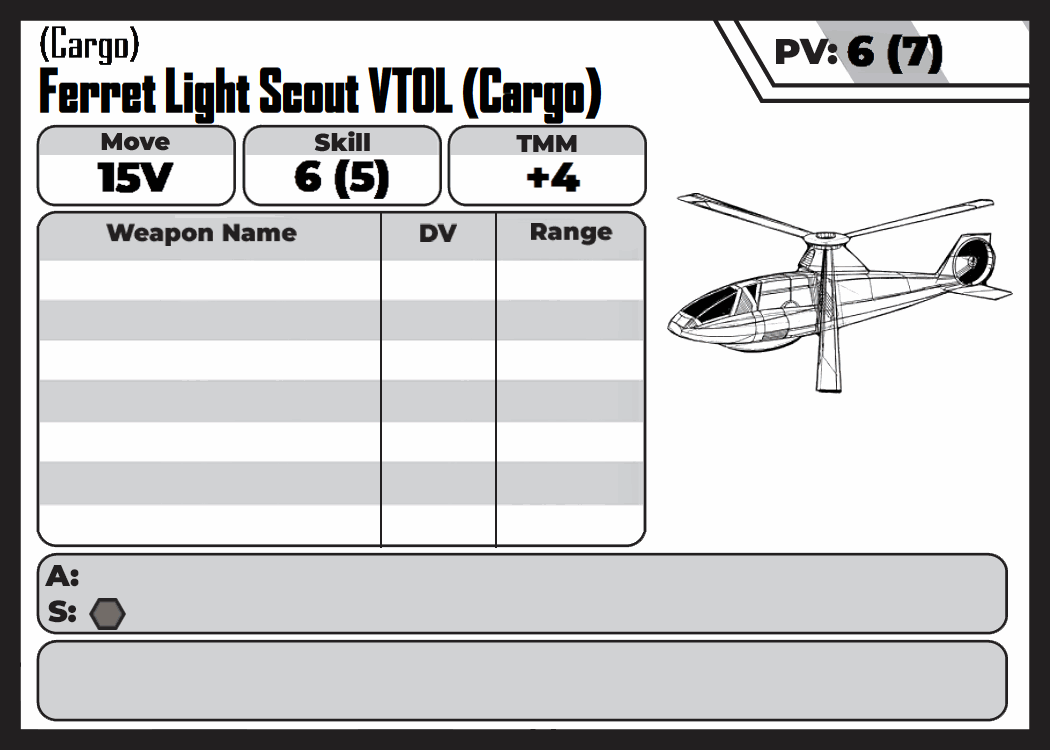 (Cargo)
Ferret Light Scout VTOL (Cargo)
PV: 6 (7)
Move Skill TMM
15V 6 (5) +4
Weapon Name DV Range
A:
S: